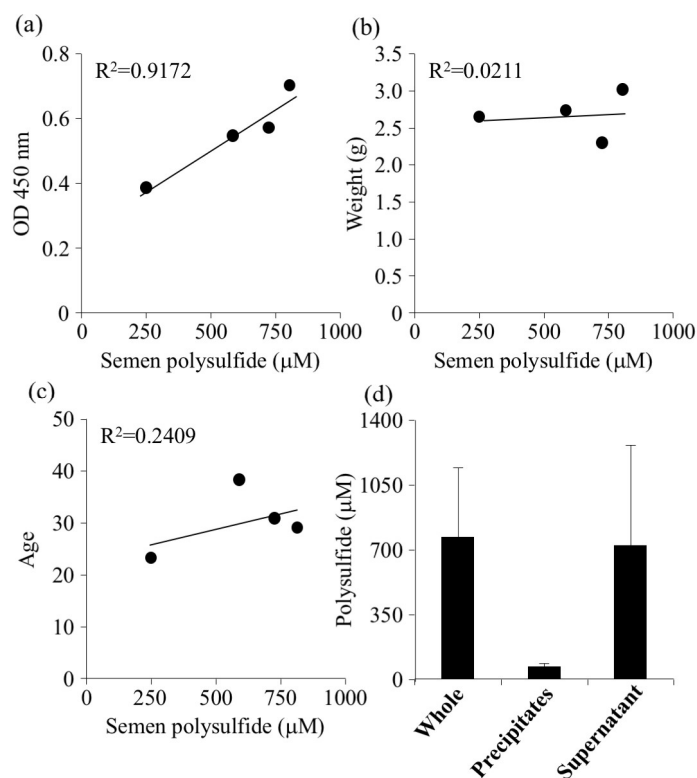 (a)
R²=0.9172
OD 450 nm
0.8
0.6
0.4
0.2
0
0 250 500 750 1000
Semen polysulfide (μM)
(b)
R²=0.0211
Weight (g)
3.5
3.0
2.5
2.0
1.5
1.0
0.5
0.0
0 250 500 750 1000
Semen polysulfide (μM)
(c)
R²=0.2409
Age
50
40
30
20
10
0
0 250 500 750 1000
Semen polysulfide (μM)
(d)
Polysulfide (μM)
1400
1050
700
350
0
Whole
Precipitates
Supernatant